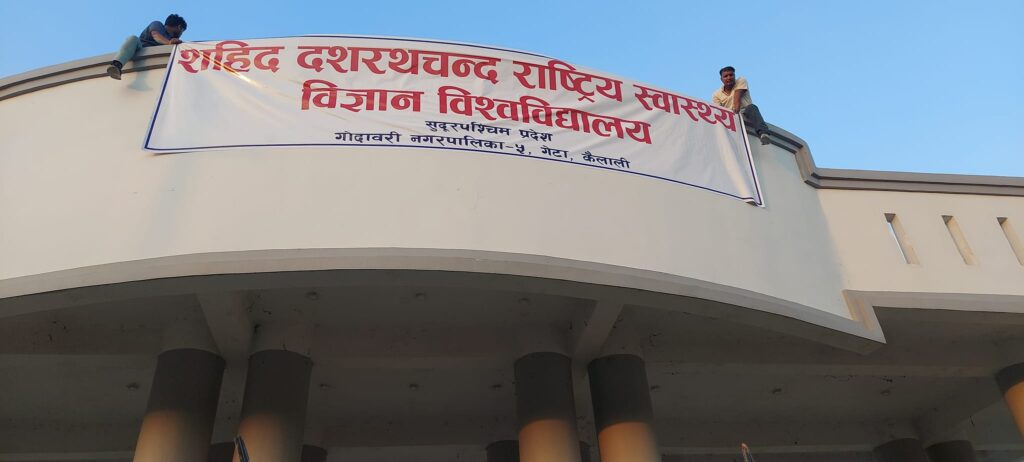 शहिद दशरथचन्द राष्ट्रिय स्वास्थ्य
विज्ञान विश्वविद्यालय
सुदूरपश्चिम प्रदेश
गोदावरी नगरपालिका-५, गेटा, कैलाली